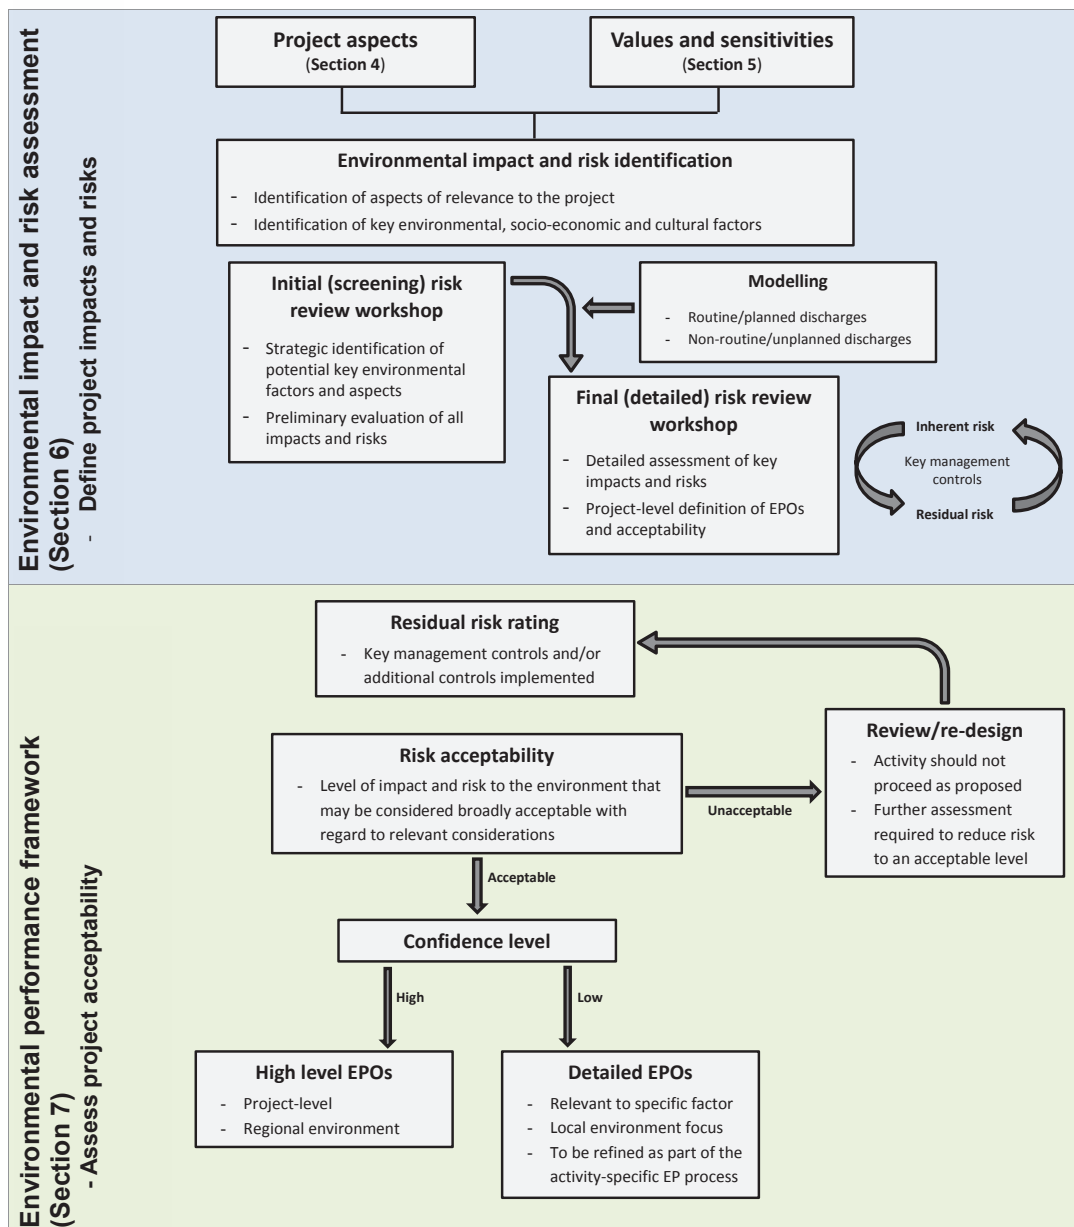 Environmental impact and risk assessment
(Section 6)
- Define project impacts and risks
Project aspects
(Section 4)
Values and sensitivities
(Section 5)
Environmental impact and risk identification
- Identification of aspects of relevance to the project
- Identification of key environmental, socio-economic and cultural factors
Initial (screening) risk
review workshop
- Strategic identification of
potential key environmental
factors and aspects
- Preliminary evaluation of all
impacts and risks
Modelling
- Routine/planned discharges
- Non-routine/unplanned discharges
Final (detailed) risk review
workshop
- Detailed assessment of key
impacts and risks
- Project-level definition of EPOs
and acceptability
Inherent risk
Key management
controls
Residual risk
Environmental performance framework
(Section 7)
- Assess project acceptability
Residual risk rating
- Key management controls and/or
additional controls implemented
Risk acceptability
- Level of impact and risk to the environment that
may be considered broadly acceptable with
regard to relevant considerations
Unacceptable
Review/re-design
- Activity should not
proceed as proposed
- Further assessment
required to reduce risk
to an acceptable level
Acceptable
Confidence level
High
Low
High level EPOs
- Project-level
- Regional environment
Detailed EPOs
- Relevant to specific factor
- Local environment focus
- To be refined as part of the
activity-specific EP process